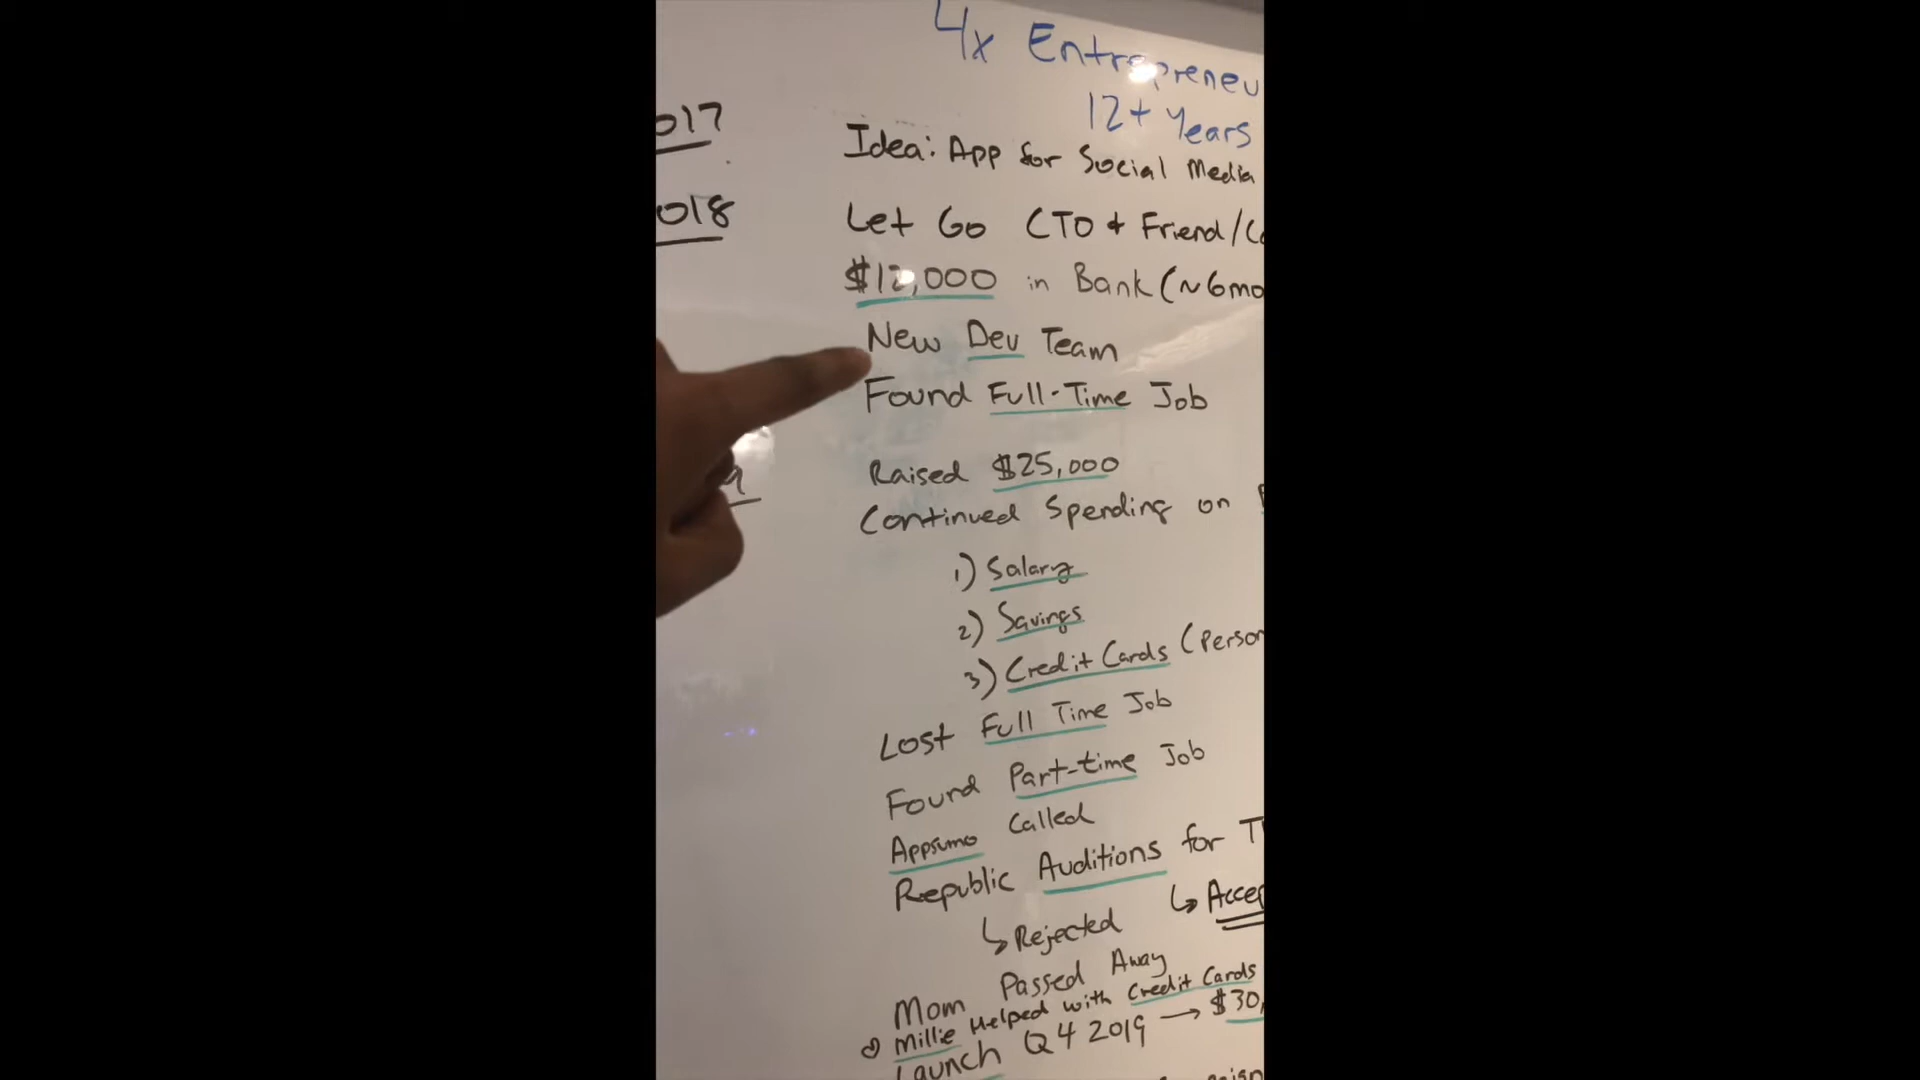 4x Entrepreneu
12+ Years
017
Idea: App for Social Media
018
Let Go CTO + Friend/Co
$12,000 in Bank (~6mo
New Dev Team
Found Full-Time Job
9
Raised $25,000
Continued Spending on
1) Salary
2) Savings
3) Credit Cards (Person
Lost Full Time Job
Found Part-time Job
Appsumo Called
Republic Auditions for T
↳ Rejected ↳ Accep
Mom Passed Away
Millie Helped with Credit Cards
Launch Q4 2019 → $30,
aign